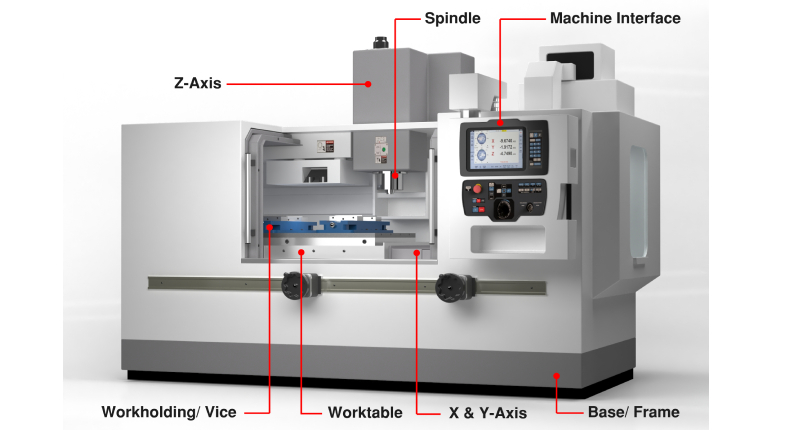 Spindle
Machine Interface
Z-Axis
X
Y
Z
Workholding/ Vice
Worktable
X & Y-Axis
Base/ Frame